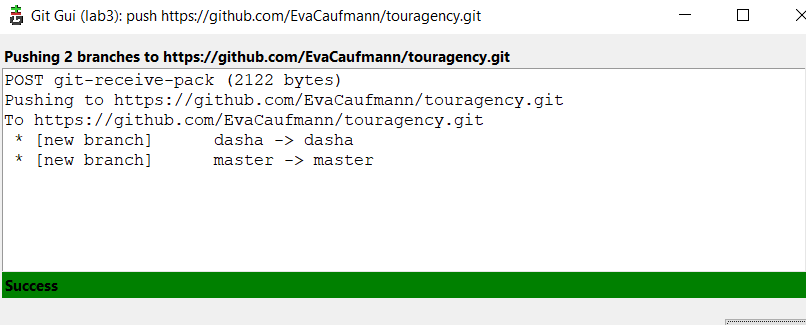 Git Gui (lab3): push https://github.com/EvaCaufmann/touragency.git
Pushing 2 branches to https://github.com/EvaCaufmann/touragency.git
POST git-receive-pack (2122 bytes)
Pushing to https://github.com/EvaCaufmann/touragency.git
To https://github.com/EvaCaufmann/touragency.git
 * [new branch]      dasha -> dasha
 * [new branch]      master -> master
Success